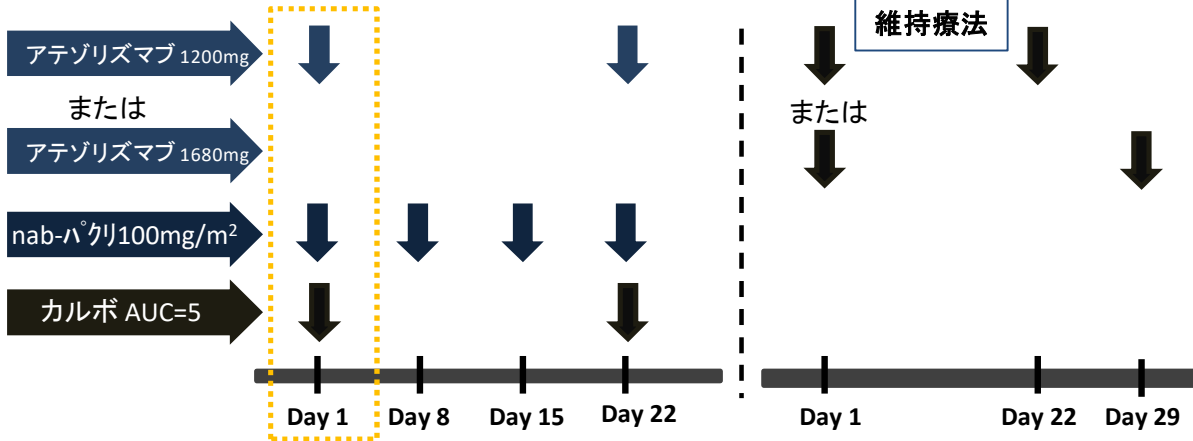 維持療法
アテゾリズマブ 1200mg
または
または
アテゾリズマブ 1680mg
nab-パクリ100mg/m²
カルボ AUC=5
Day 1 Day 8 Day 15 Day 22 Day 1 Day 22 Day 29